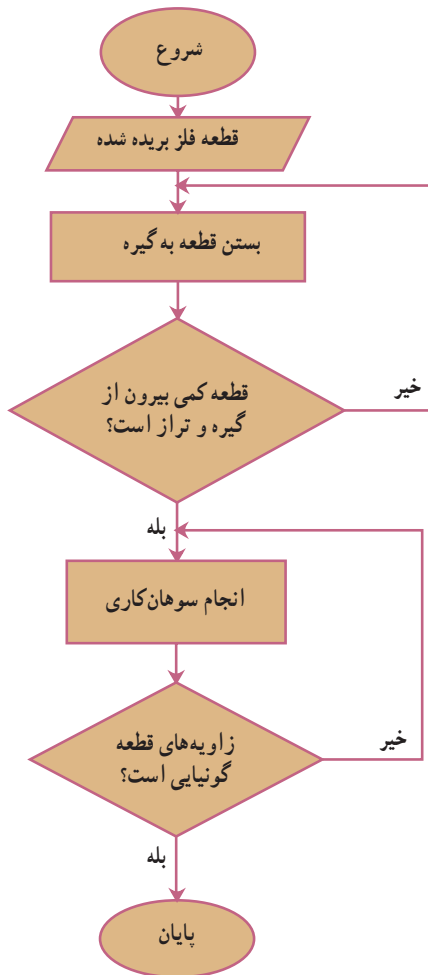 شروع
قطعه فلز بریده شده
بستن قطعه به گیره
قطعه کمی بیرون از
گیره و تراز است؟
خیر
بله
انجام سوهان‌کاری
زاویه‌های قطعه
گونیایی است؟
خیر
بله
پایان